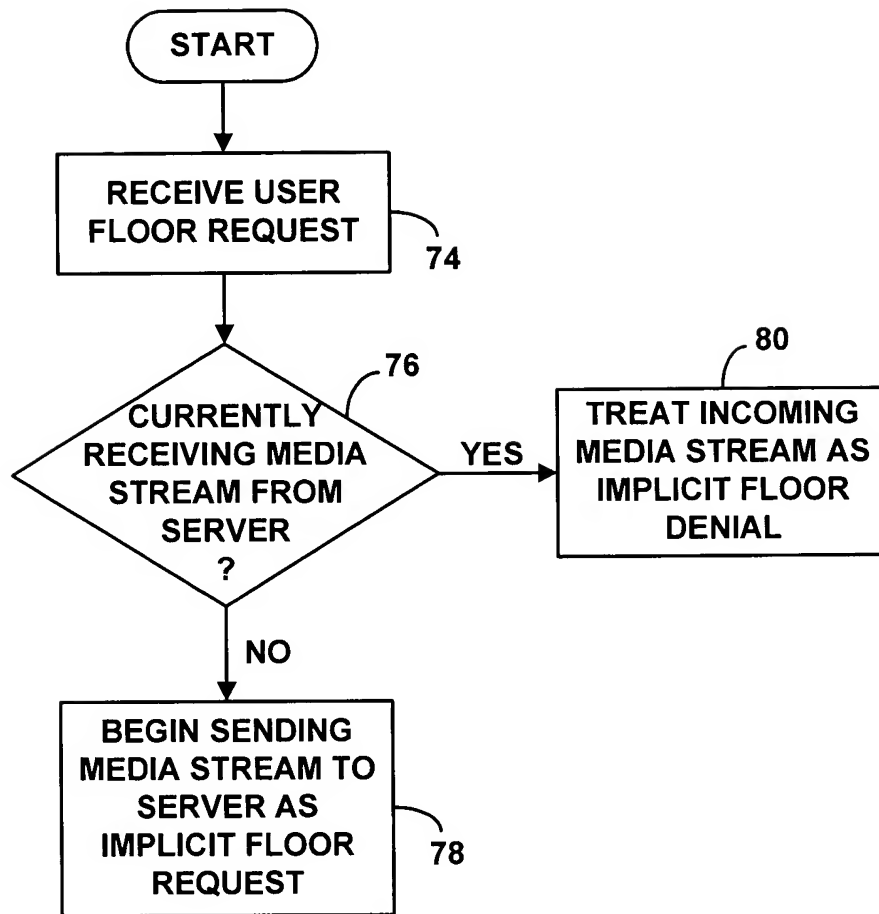 START
RECEIVE USER
FLOOR REQUEST
74
76
CURRENTLY
RECEIVING MEDIA
STREAM FROM
SERVER
?
YES
80
TREAT INCOMING
MEDIA STREAM AS
IMPLICIT FLOOR
DENIAL
NO
BEGIN SENDING
MEDIA STREAM TO
SERVER AS
IMPLICIT FLOOR
REQUEST
78